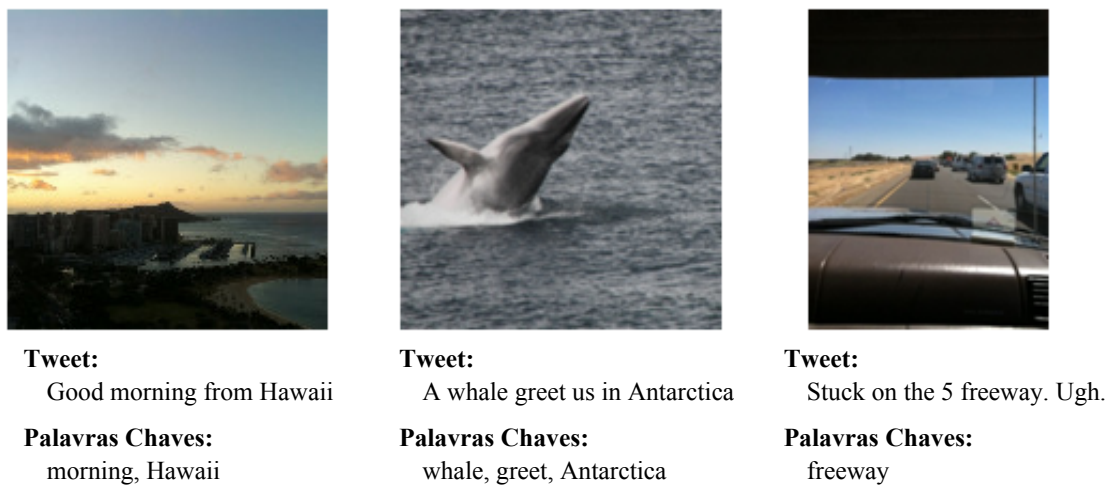 Tweet:
Good morning from Hawaii
Palavras Chaves:
morning, Hawaii
Tweet:
A whale greet us in Antarctica
Palavras Chaves:
whale, greet, Antarctica
Tweet:
Stuck on the 5 freeway. Ugh.
Palavras Chaves:
freeway